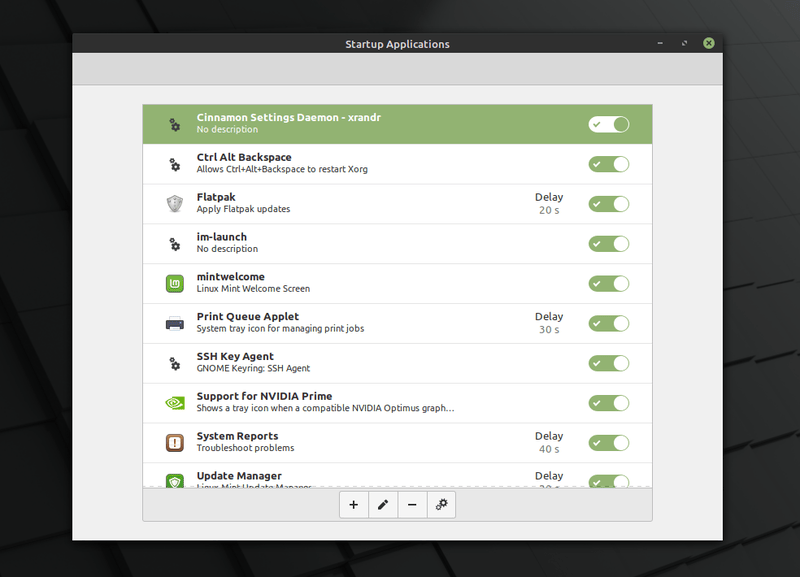 Startup Applications
Cinnamon Settings Daemon - xrandr
No description
Ctrl Alt Backspace
Allows Ctrl+Alt+Backspace to restart Xorg
Flatpak
Apply Flatpak updates
Delay
20 s
im-launch
No description
mintwelcome
Linux Mint Welcome Screen
Print Queue Applet
System tray icon for managing print jobs
Delay
30 s
SSH Key Agent
GNOME Keyring: SSH Agent
Support for NVIDIA Prime
Shows a tray icon when a compatible NVIDIA Optimus graph...
System Reports
Troubleshoot problems
Delay
40 s
Update Manager
Linux Mint Update Manager
Delay